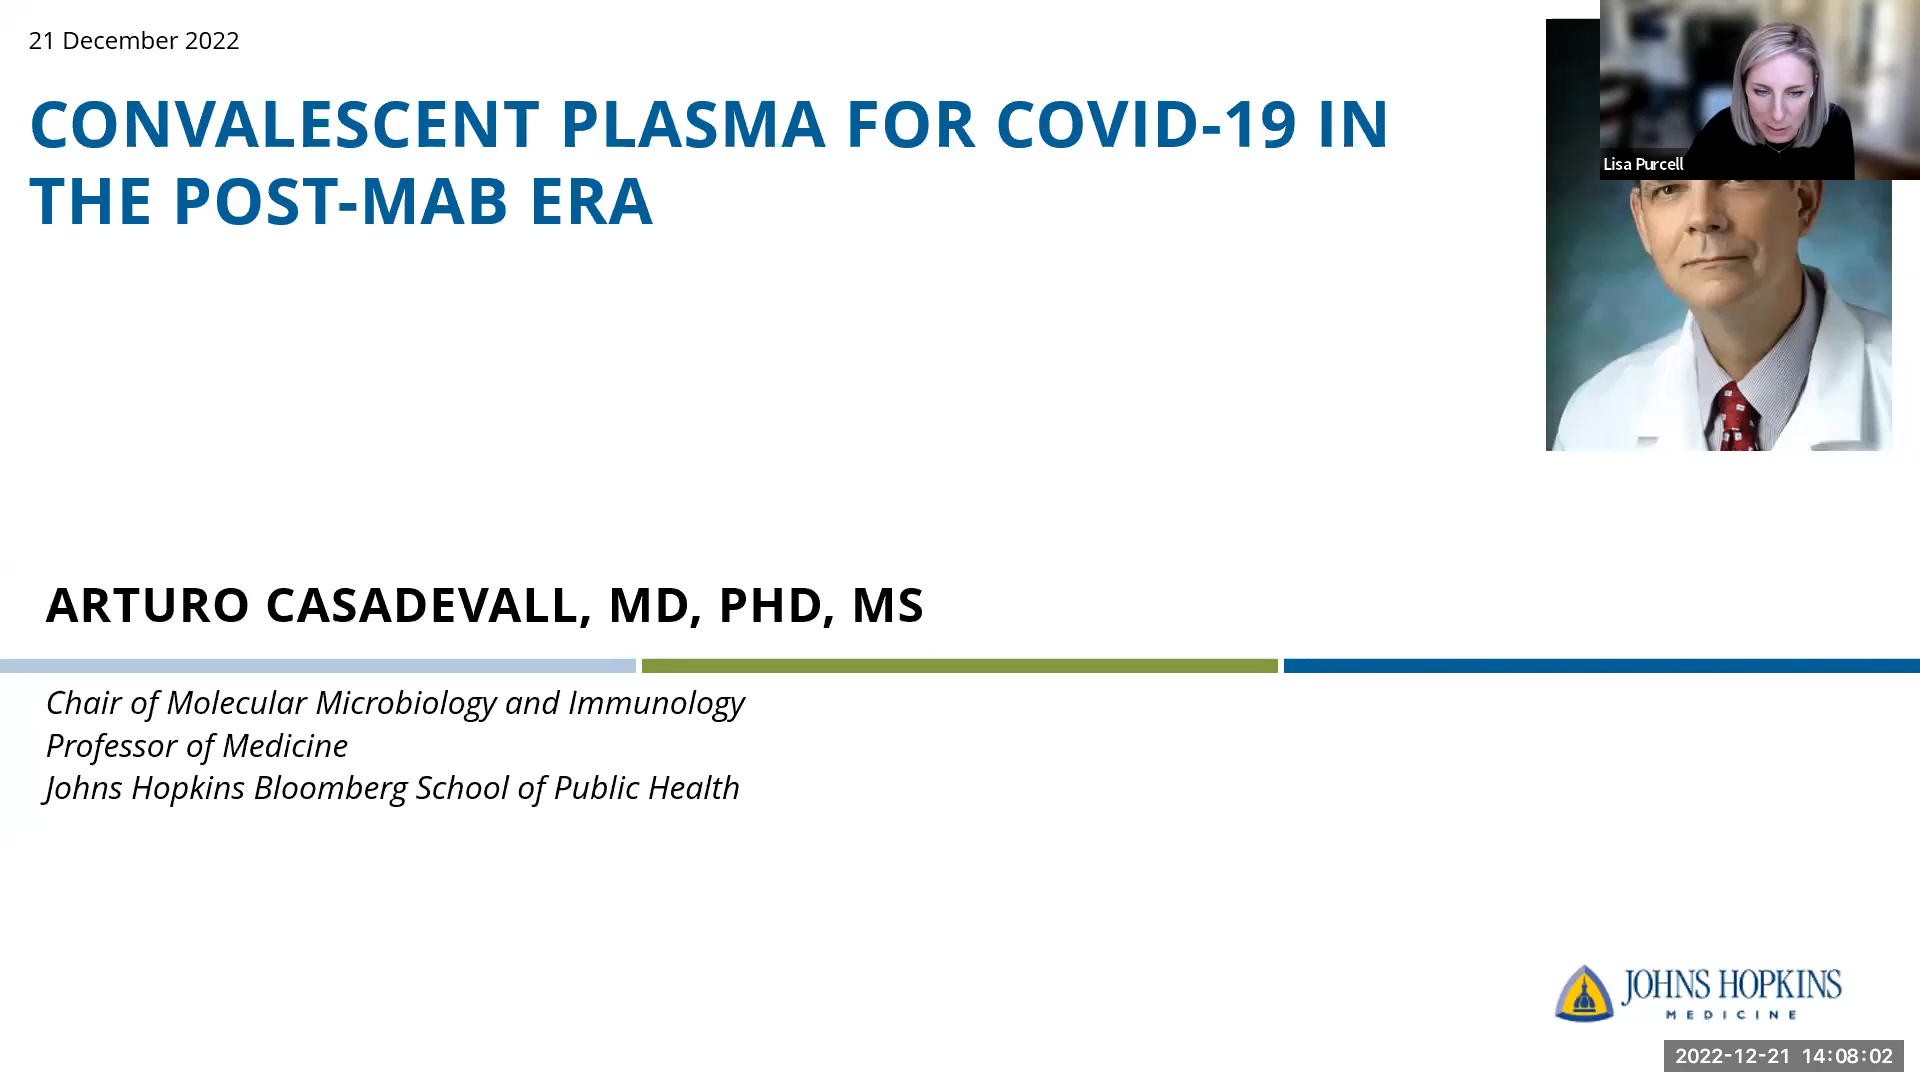 21 December 2022
CONVALESCENT PLASMA FOR COVID-19 IN
THE POST-MAB ERA
Lisa Purcell
ARTURO CASADEVALL, MD, PHD, MS
Chair of Molecular Microbiology and Immunology
Professor of Medicine
Johns Hopkins Bloomberg School of Public Health
JOHNS HOPKINS
MEDICINE
2022-12-21 14:08:02